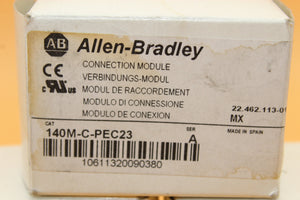 AB Allen-Bradley
CONNECTION MODULE
VERBINDUNGS-MODUL
MODUL DE RACCORDEMENT
MODULO DI CONNESSIONE
MODULO DE CONEXION
22.462.113-01
MX
CAT
SER
MADE IN SPAIN
140M-C-PEC23
A
10611320090380